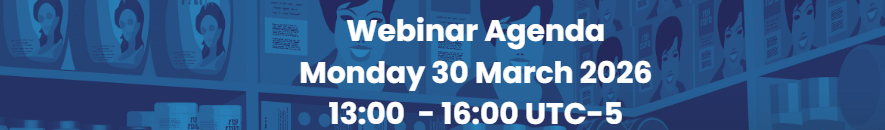 Webinar Agenda
Monday 30 March 2026
13:00 - 16:00 UTC-5